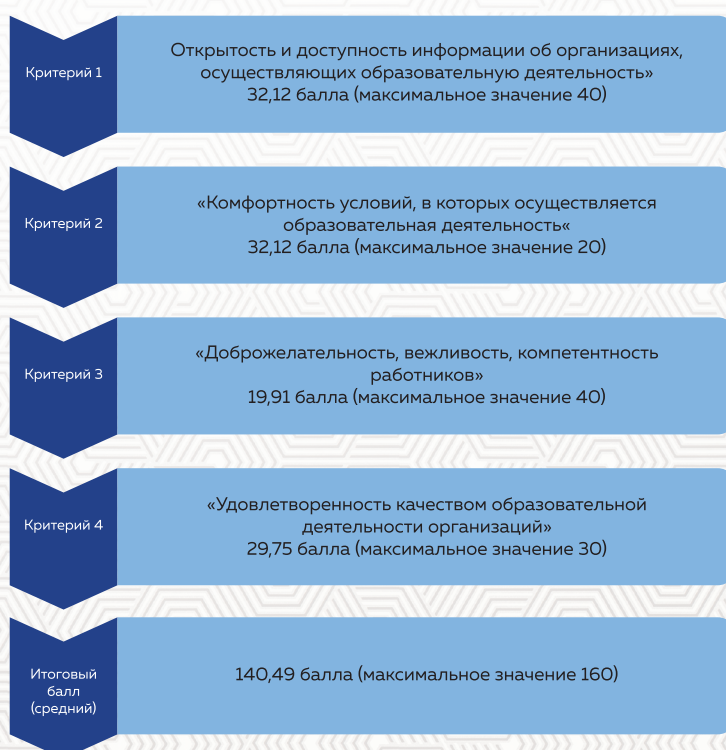 Критерий 1
Открытость и доступность информации об организациях,
осуществляющих образовательную деятельность»
32,12 балла (максимальное значение 40)
Критерий 2
«Комфортность условий, в которых осуществляется
образовательная деятельность«
32,12 балла (максимальное значение 20)
Критерий 3
«Доброжелательность, вежливость, компетентность
работников»
19,91 балла (максимальное значение 40)
Критерий 4
«Удовлетворенность качеством образовательной
деятельности организаций»
29,75 балла (максимальное значение 30)
Итоговый
балл
(средний)
140,49 балла (максимальное значение 160)